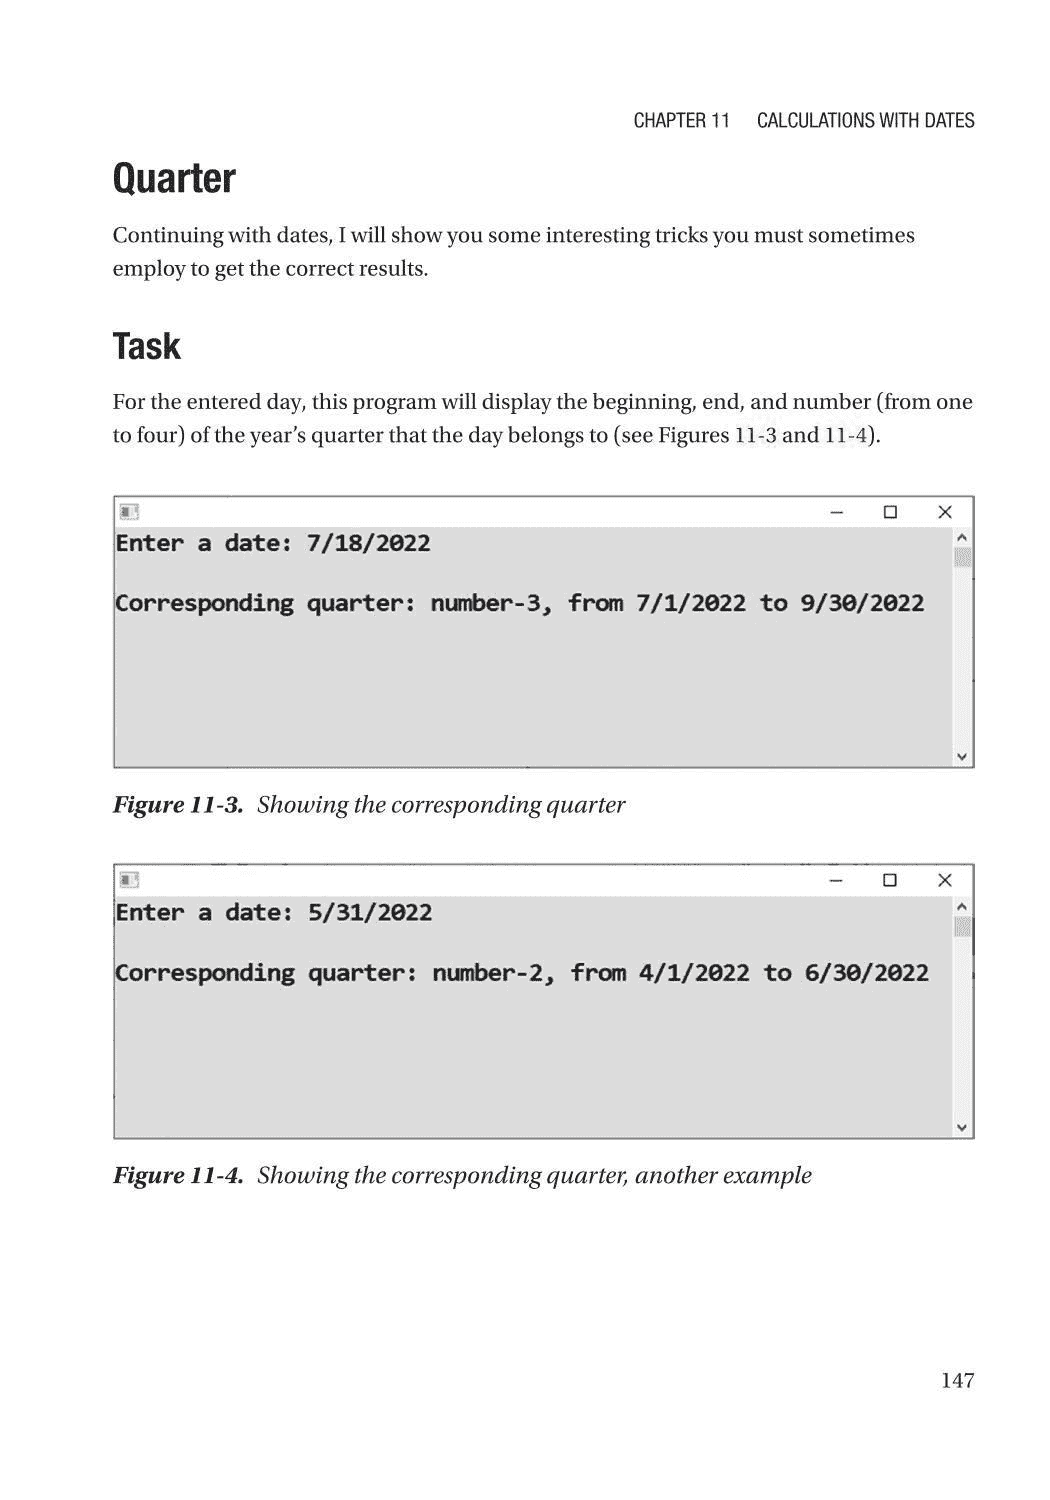 CHAPTER 11 CALCULATIONS WITH DATES
Quarter
Continuing with dates, I will show you some interesting tricks you must sometimes
employ to get the correct results.
Task
For the entered day, this program will display the beginning, end, and number (from one
to four) of the year’s quarter that the day belongs to (see Figures 11-3 and 11-4).
Enter a date: 7/18/2022
Corresponding quarter: number-3, from 7/1/2022 to 9/30/2022
Figure 11-3. Showing the corresponding quarter
Enter a date: 5/31/2022
Corresponding quarter: number-2, from 4/1/2022 to 6/30/2022
Figure 11-4. Showing the corresponding quarter, another example
147